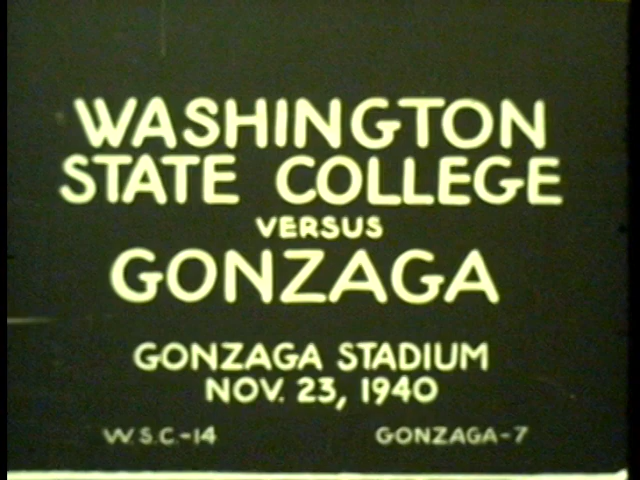 WASHINGTON
STATE COLLEGE
VERSUS
GONZAGA
GONZAGA STADIUM
NOV. 23, 1940
W.S.C.-14 GONZAGA-7